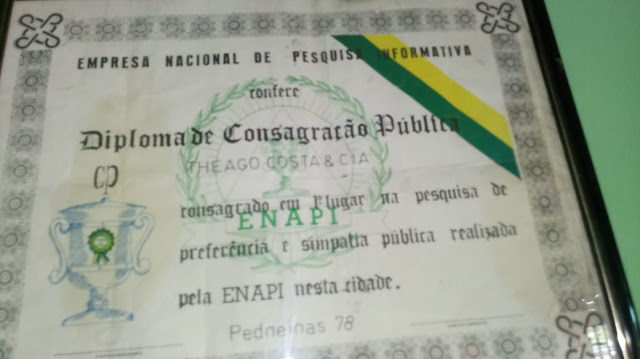 EMPRESA NACIONAL DE PESQUISA INFORMATIVA
confere
Diploma de Consagração Pública
THEAGO COSTA & CIA
consagrado em 1º lugar na pesquisa de
ENAPI
preferência e simpatia pública realizada
pela ENAPI nesta cidade.
Pedreiras 78